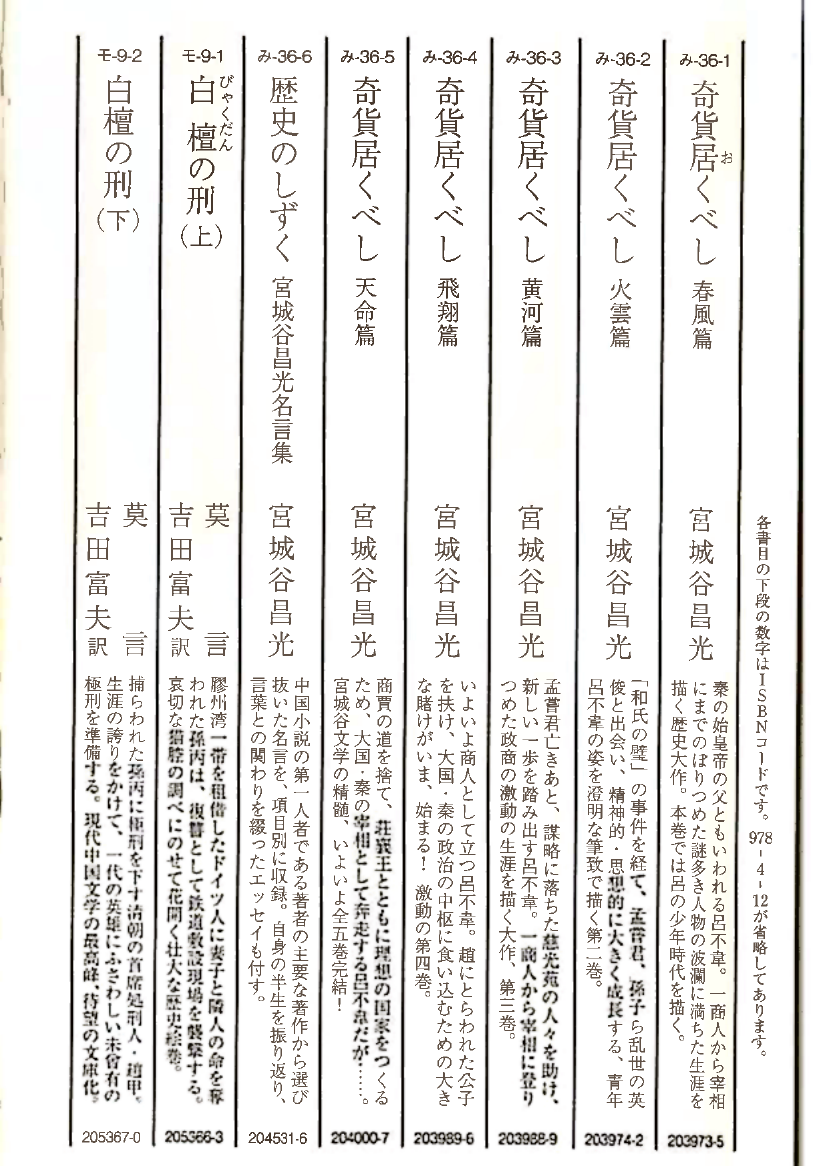 各書目の下段の数字はISBNコードです。978-4-12が省略してあります。
み-36-1
奇貨居くべし 春風篇
お
宮城谷昌光
秦の始皇帝の父ともいわれる呂不韋。一商人から宰相
にまでのぼりつめた謎多き人物の波瀾に満ちた生涯を
描く歴史大作。本巻では呂の少年時代を描く。
203973-5
み-36-2
奇貨居くべし 火雲篇
宮城谷昌光
「和氏の璧」の事件を経て、孟嘗君、孫子ら乱世の英
俊と出会い、精神的・思想的に大きく成長する、青年
呂不韋の姿を澄明な筆致で描く第二巻。
203974-2
み-36-3
奇貨居くべし 黄河篇
宮城谷昌光
孟嘗君亡きあと、謀略に落ちた慈光苑の人々を助け、
新しい一歩を踏み出す呂不韋。一商人から宰相に登り
つめた政商の激動の生涯を描く大作、第三巻。
203988-9
み-36-4
奇貨居くべし 飛翔篇
宮城谷昌光
いよいよ商人として立つ呂不韋。趙にとらわれた公子
を扶け、大国・秦の政治の中枢に食い込むための大き
な賭けがいま、始まる! 激動の第四巻。
203989-6
み-36-5
奇貨居くべし 天命篇
宮城谷昌光
商賈の道を捨て、荘襄王とともに理想の国家をつくる
ため、大国・秦の宰相として奔走する呂不韋だが……。
宮城谷文学の精髄、いよいよ全五巻完結!
204000-7
み-36-6
歴史のしずく 宮城谷昌光名言集
宮城谷昌光
中国小説の第一人者である著者の主要な著作から選び
抜いた名言を、項目別に収録。自身の半生を振り返り、
言葉との関わりを綴ったエッセイも付す。
204531-6
モ-9-1
白檀の刑(上)
びゃくだん
莫言
吉田富夫訳
膠州湾一帯を租借したドイツ人に妻子と隣人の命を奪
われた孫丙は、復讐として鉄道敷設現場を襲撃する。
哀切な猫腔の調べにのせて花開く壮大な歴史絵巻。
205366-3
モ-9-2
白檀の刑(下)
莫言
吉田富夫訳
捕らわれた孫丙に極刑を下す清朝の首席処刑人・趙甲。
生涯の誇りをかけて、一代の英雄にふさわしい未曾有の
極刑を準備する。現代中国文学の最高峰、待望の文庫化。
205367-0